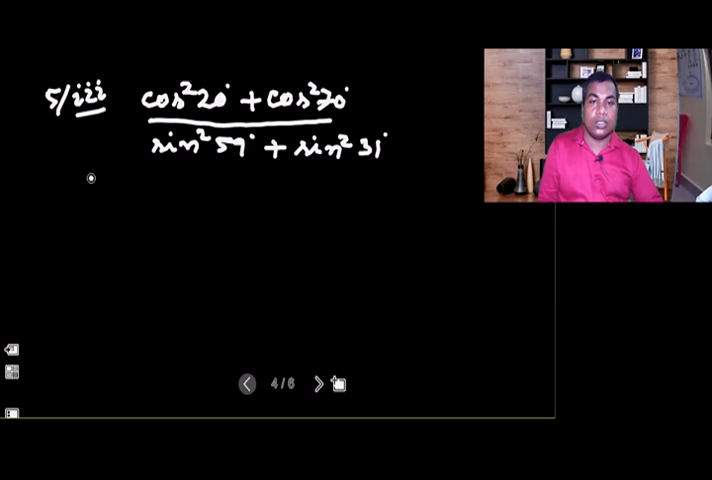 5/iii cos²20° + cos²70°
sin²59° + sin²31°
4/6